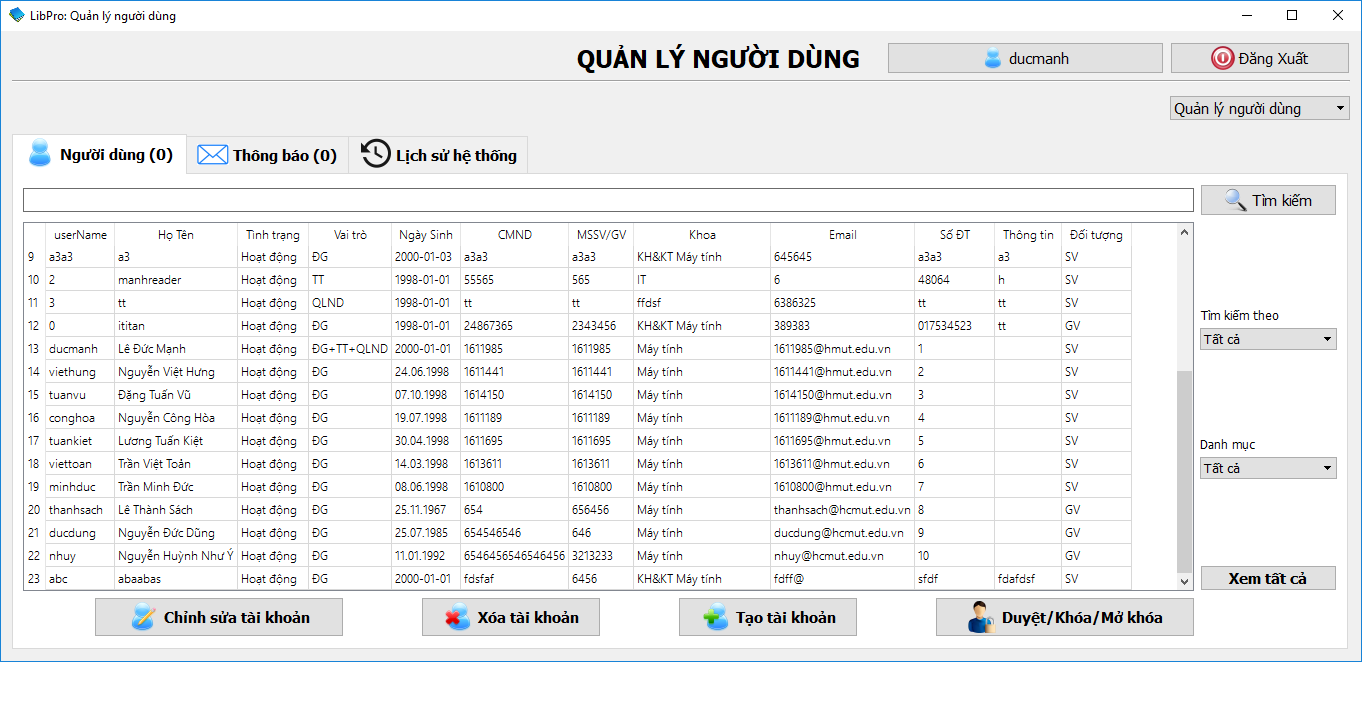 LibPro: Quản lý người dùng
QUẢN LÝ NGƯỜI DÙNG ducmanh Đăng Xuất
Quản lý người dùng
Người dùng (0) Thông báo (0) Lịch sử hệ thống
Tìm kiếm
userName Họ Tên Tình trạng Vai trò Ngày Sinh CMND MSSV/GV Khoa Email Số ĐT Thông tin Đối tượng
9 a3a3 a3 Hoạt động ĐG 2000-01-03 a3a3 a3a3 KH&KT Máy tính 645645 a3a3 a3 SV
10 2 manhreader Hoạt động TT 1998-01-01 55565 565 IT 6 48064 h SV
11 3 tt Hoạt động QLND 1998-01-01 tt tt ffdsf 6386325 tt tt SV
12 0 ititan Hoạt động ĐG 1998-01-01 24867365 2343456 KH&KT Máy tính 389383 017534523 tt GV
13 ducmanh Lê Đức Mạnh Hoạt động ĐG+TT+QLND 2000-01-01 1611985 1611985 Máy tính 1611985@hmut.edu.vn 1 SV
14 viethung Nguyễn Việt Hưng Hoạt động ĐG 24.06.1998 1611441 1611441 Máy tính 1611441@hmut.edu.vn 2 SV
15 tuanvu Đặng Tuấn Vũ Hoạt động ĐG 07.10.1998 1614150 1614150 Máy tính 1614150@hmut.edu.vn 3 SV
16 conghoa Nguyễn Công Hòa Hoạt động ĐG 19.07.1998 1611189 1611189 Máy tính 1611189@hmut.edu.vn 4 SV
17 tuankiet Lương Tuấn Kiệt Hoạt động ĐG 30.04.1998 1611695 1611695 Máy tính 1611695@hmut.edu.vn 5 SV
18 viettoan Trần Việt Toản Hoạt động ĐG 14.03.1998 1613611 1613611 Máy tính 1613611@hmut.edu.vn 6 SV
19 minhduc Trần Minh Đức Hoạt động ĐG 08.06.1998 1610800 1610800 Máy tính 1610800@hmut.edu.vn 7 SV
20 thanhsach Lê Thành Sách Hoạt động ĐG 25.11.1967 654 656456 Máy tính thanhsach@hcmut.edu.vn 8 GV
21 ducdung Nguyễn Đức Dũng Hoạt động ĐG 25.07.1985 654546546 646 Máy tính ducdung@hcmut.edu.vn 9 GV
22 nhuy Nguyễn Huỳnh Như Ý Hoạt động ĐG 11.01.1992 6546456546546456 3213233 Máy tính nhuy@hcmut.edu.vn 10 GV
23 abc abaabas Hoạt động ĐG 2000-01-01 fdsfaf 6456 KH&KT Máy tính fdff@ sfdf fdafdsf SV
Tìm kiếm theo
Tất cả
Danh mục
Tất cả
Xem tất cả
Chỉnh sửa tài khoản Xóa tài khoản Tạo tài khoản Duyệt/Khóa/Mở khóa